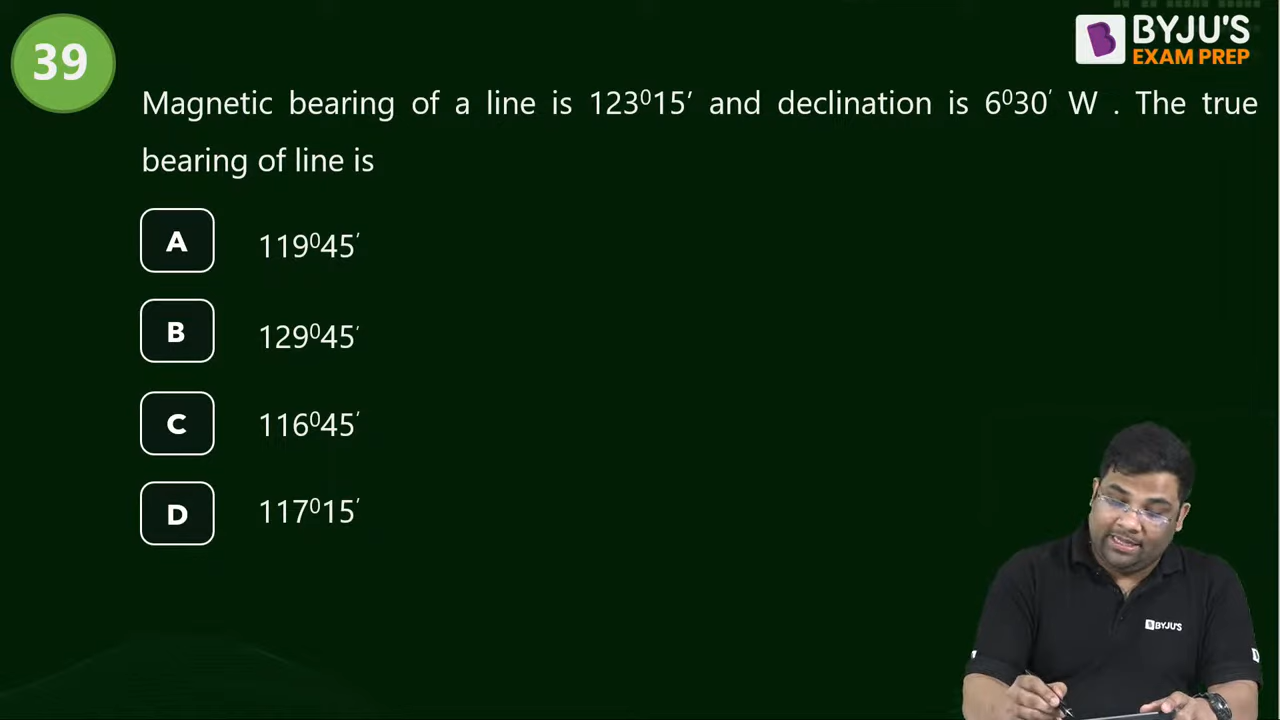 39
BYJU'S
EXAM PREP
Magnetic bearing of a line is 123⁰15’ and declination is 6⁰30′ W . The true
bearing of line is
A 119⁰45′
B 129⁰45′
C 116⁰45′
D 117⁰15′
BYJU'S